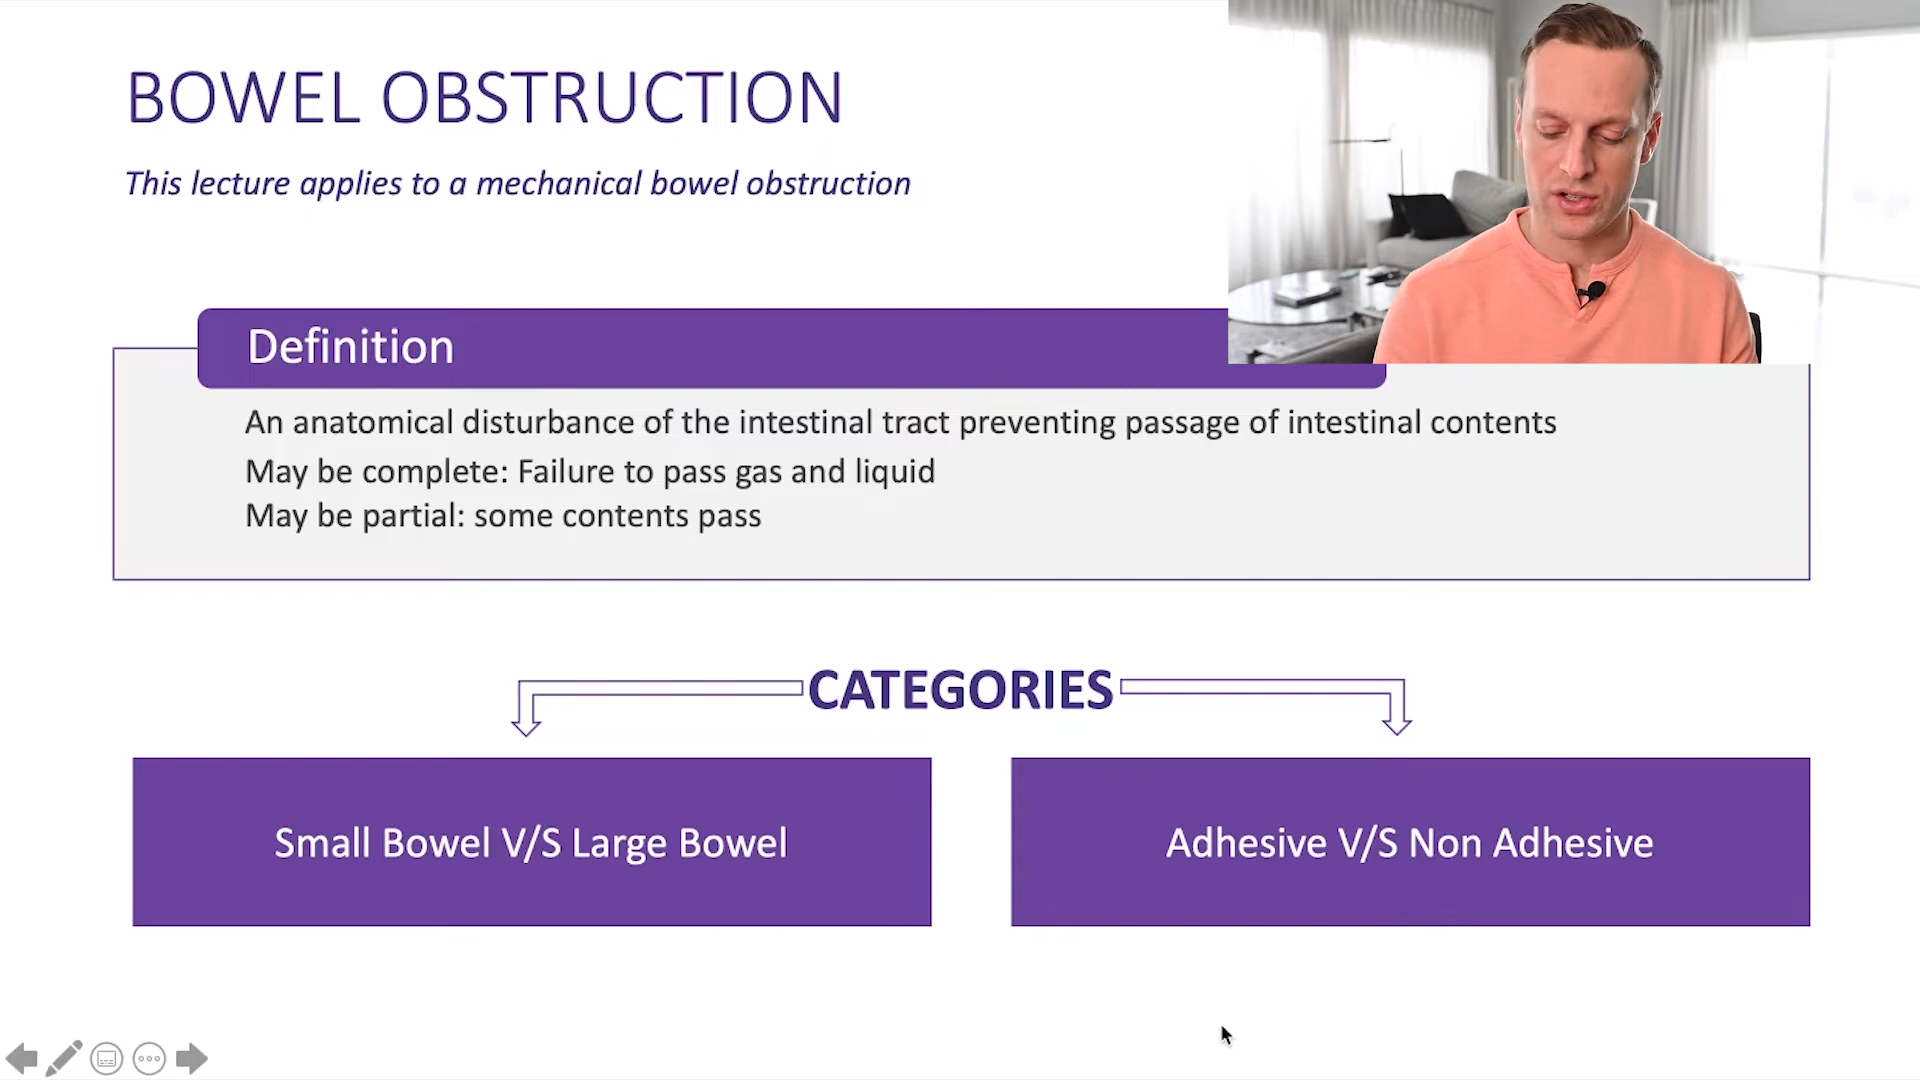 BOWEL OBSTRUCTION
This lecture applies to a mechanical bowel obstruction
Definition
An anatomical disturbance of the intestinal tract preventing passage of intestinal contents
May be complete: Failure to pass gas and liquid
May be partial: some contents pass
CATEGORIES
Small Bowel V/S Large Bowel
Adhesive V/S Non Adhesive